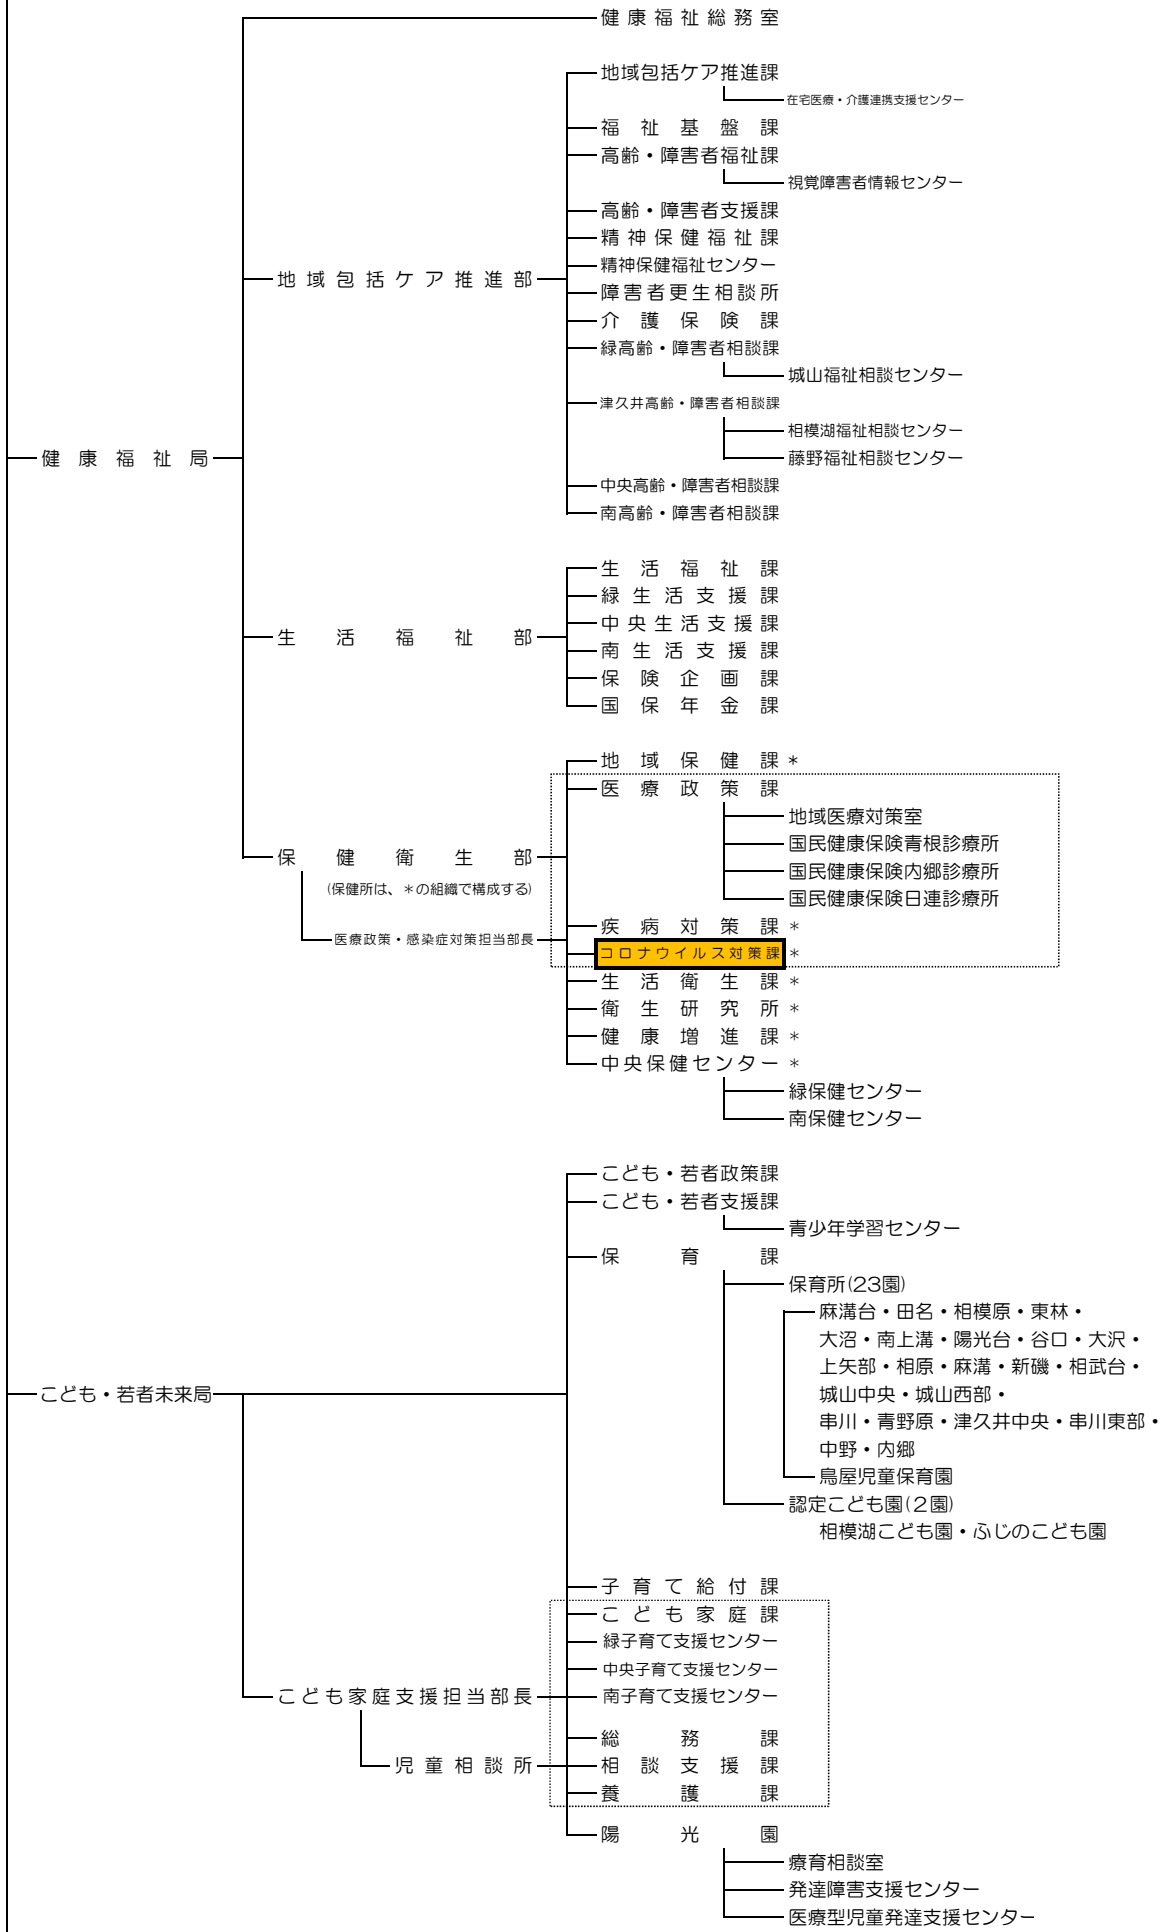 健康福祉総務室
地域包括ケア推進課
在宅医療・介護連携支援センター
福祉基盤課
高齢・障害者福祉課
視覚障害者情報センター
高齢・障害者支援課
精神保健福祉課
精神保健福祉センター
地域包括ケア推進部
障害者更生相談所
介護保険課
緑高齢・障害者相談課
城山福祉相談センター
津久井高齢・障害者相談課
相模湖福祉相談センター
健康福祉局
藤野福祉相談センター
中央高齢・障害者相談課
南高齢・障害者相談課
生活福祉課
緑生活支援課
中央生活支援課
生活福祉部
南生活支援課
保険企画課
国保年金課
地域保健課*
医療政策課
地域医療対策室
国民健康保険青根診療所
保健衛生部
国民健康保険内郷診療所
(保健所は、*の組織で構成する)
国民健康保険日連診療所
疾病対策課*
医療政策・感染症対策担当部長
コロナウイルス対策課*
生活衛生課*
衛生研究所*
健康増進課*
中央保健センター*
緑保健センター
南保健センター
こども・若者政策課
こども・若者支援課
青少年学習センター
保育課
保育所(23園)
麻溝台・田名・相模原・東林・
大沼・南上溝・陽光台・谷口・大沢・
上矢部・相原・麻溝・新磯・相武台・
こども・若者未来局
城山中央・城山西部・
串川・青野原・津久井中央・串川東部・
中野・内郷
鳥屋児童保育園
認定こども園(2園)
相模湖こども園・ふじのこども園
子育て給付課
こども家庭課
緑子育て支援センター
中央子育て支援センター
こども家庭支援担当部長
南子育て支援センター
総務課
児童相談所
相談支援課
養護課
陽光園
療育相談室
発達障害支援センター
医療型児童発達支援センター